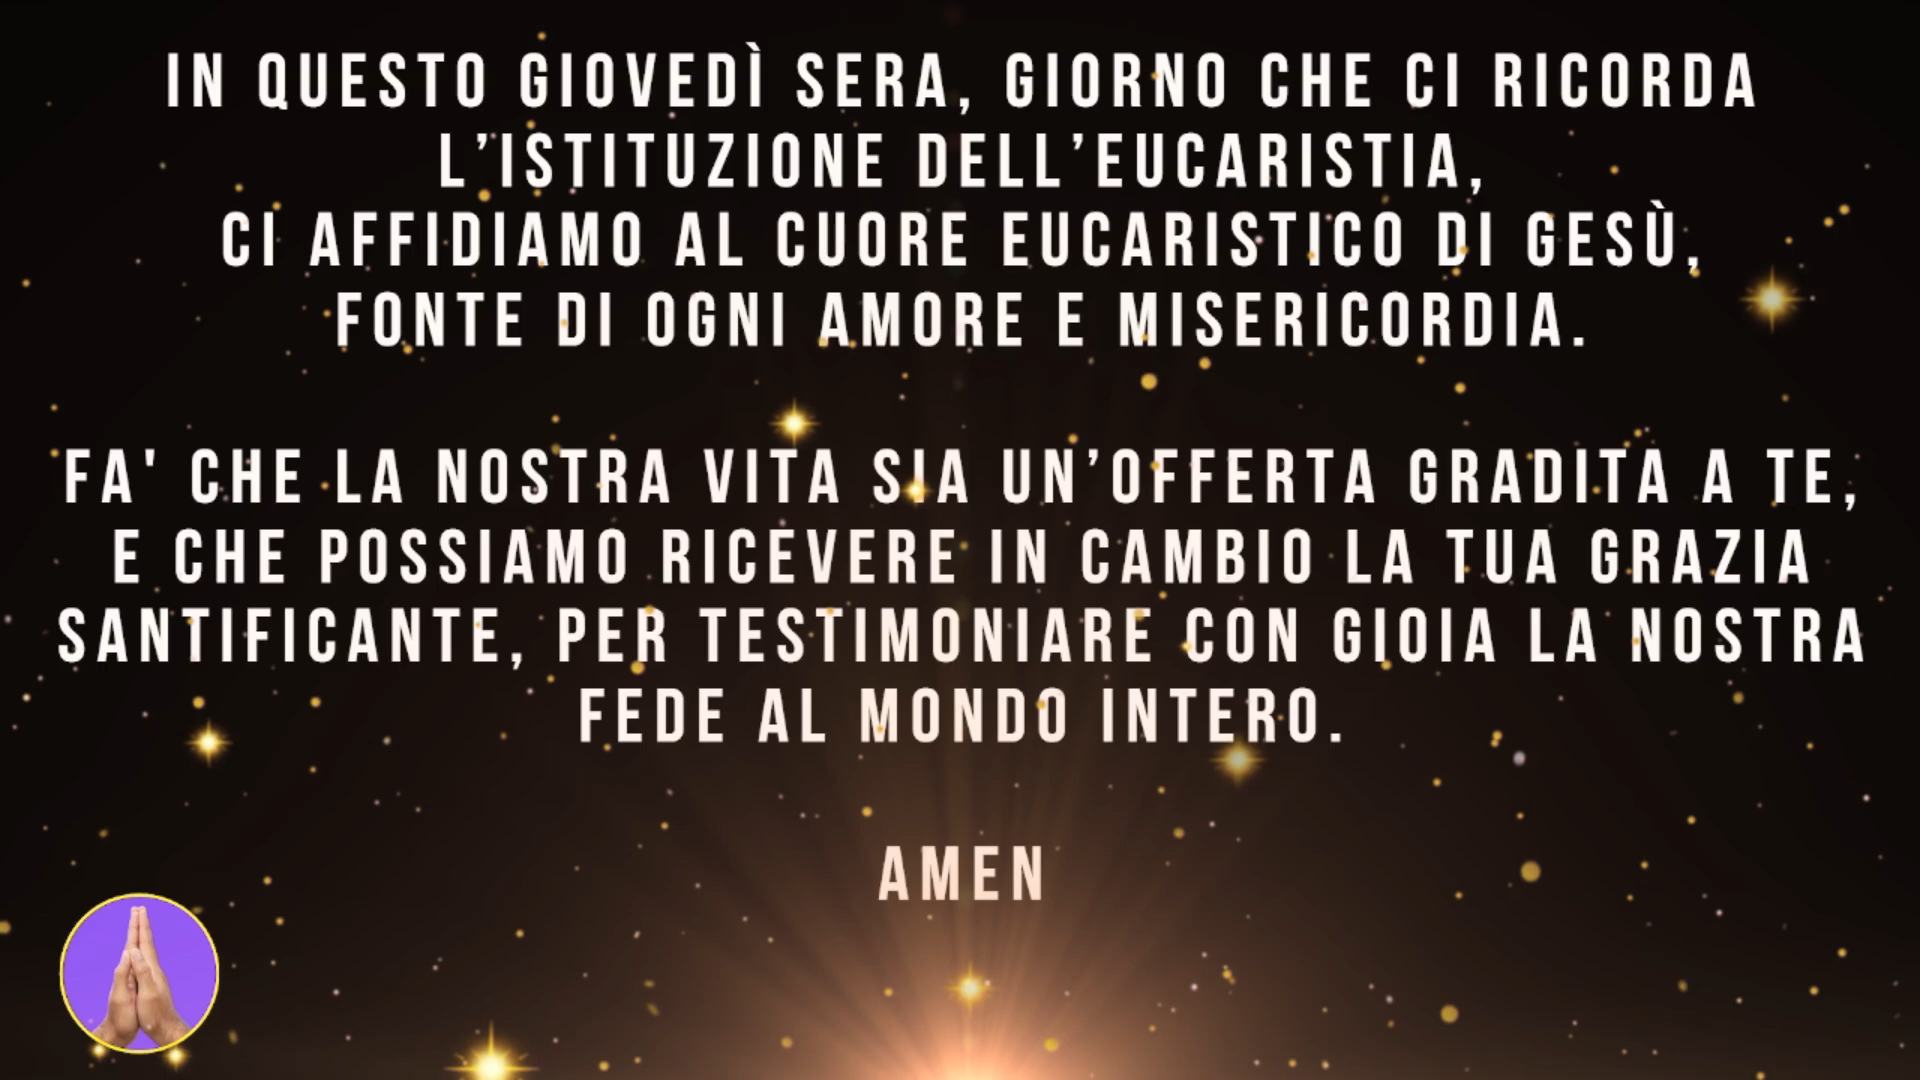 IN QUESTO GIOVEDÌ SERA, GIORNO CHE CI RICORDA
L’ISTITUZIONE DELL’EUCARISTIA,
CI AFFIDIAMO AL CUORE EUCARISTICO DI GESÙ,
FONTE DI OGNI AMORE E MISERICORDIA.
FA' CHE LA NOSTRA VITA SIA UN’OFFERTA GRADITA A TE,
E CHE POSSIAMO RICEVERE IN CAMBIO LA TUA GRAZIA
SANTIFICANTE, PER TESTIMONIARE CON GIOIA LA NOSTRA
FEDE AL MONDO INTERO.
AMEN